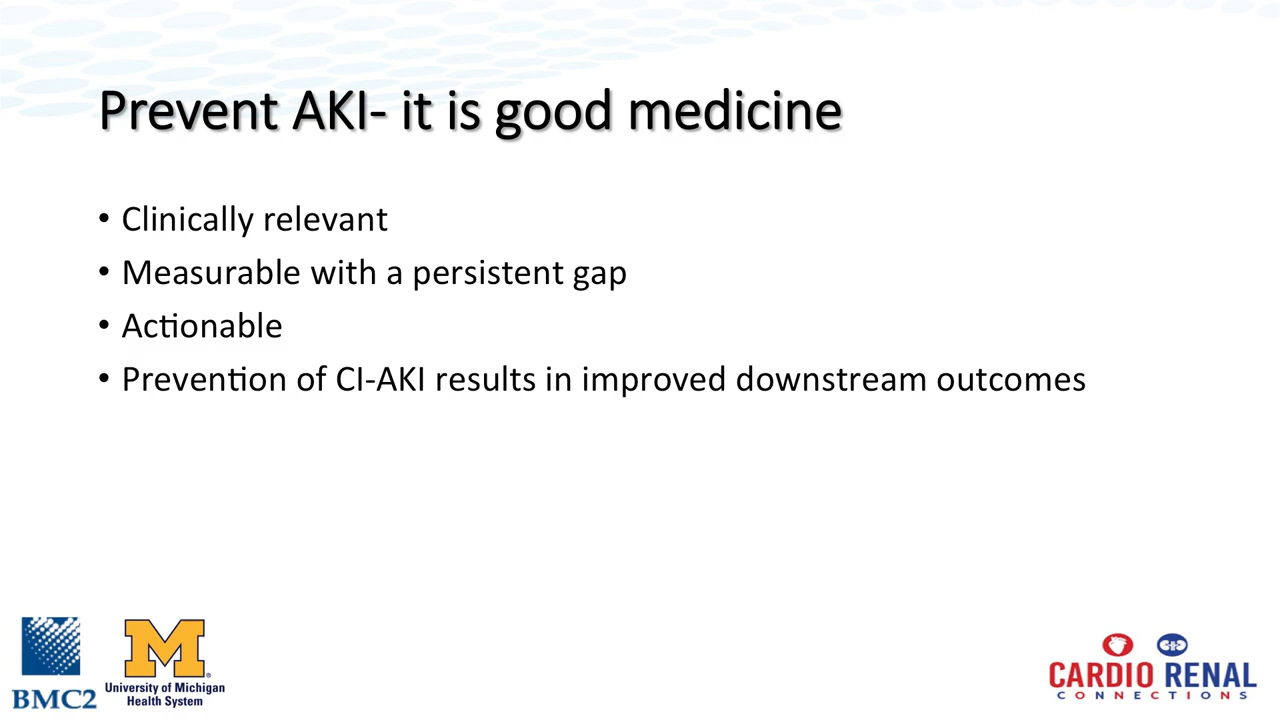 Prevent AKI- it is good medicine
• Clinically relevant
• Measurable with a persistent gap
• Actionable
• Prevention of CI-AKI results in improved downstream outcomes
BMC2
M
University of Michigan
Health System
CARDIO RENAL
CONNECTIONS